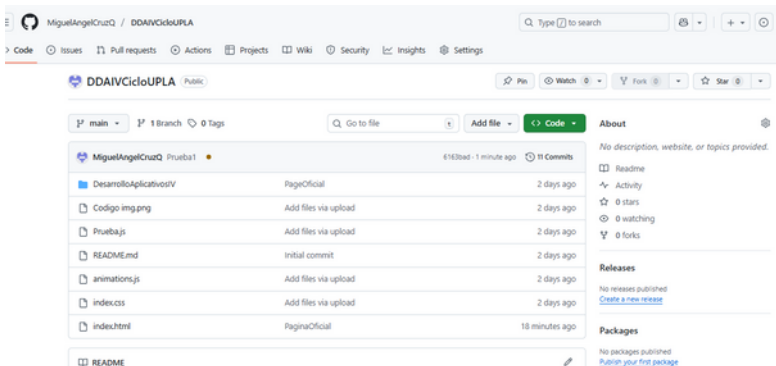 MiguelAngelCruzQ / DDAIVCicloUPLA
Type / to search
Code Issues Pull requests Actions Projects Wiki Security Insights Settings
DDAIVCicloUPLA Public
Pin Watch 0 Fork 0 Star 0
main 1 Branch 0 Tags
Go to file t Add file <> Code
About
No description, website, or topics provided.
Readme
Activity
0 stars
0 watching
0 forks
Releases
No releases published
Create a new release
Packages
No packages published
Publish your first package
MiguelAngelCruzQ Prueba1 6163bad · 1 minute ago 11 Commits
DesarrolloAplicativosIV PageOficial 2 days ago
Codigo img.png Add files via upload 2 days ago
Prueba.js Add files via upload 2 days ago
README.md Initial commit 2 days ago
animations.js Add files via upload 2 days ago
index.css Add files via upload 2 days ago
index.html PaginaOficial 18 minutes ago
README